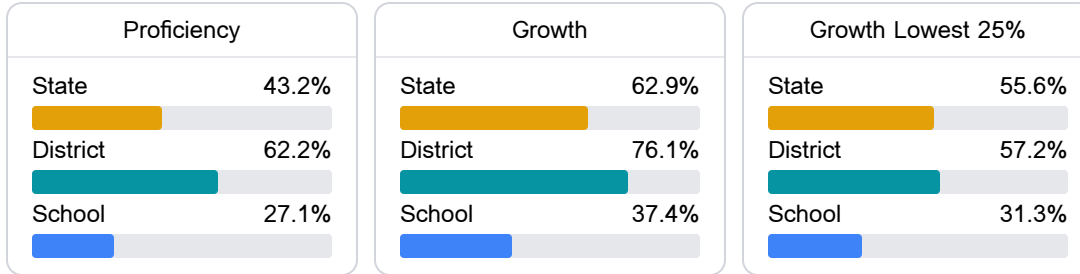 Proficiency
State 43.2%
District 62.2%
School 27.1%
Growth
State 62.9%
District 76.1%
School 37.4%
Growth Lowest 25%
State 55.6%
District 57.2%
School 31.3%